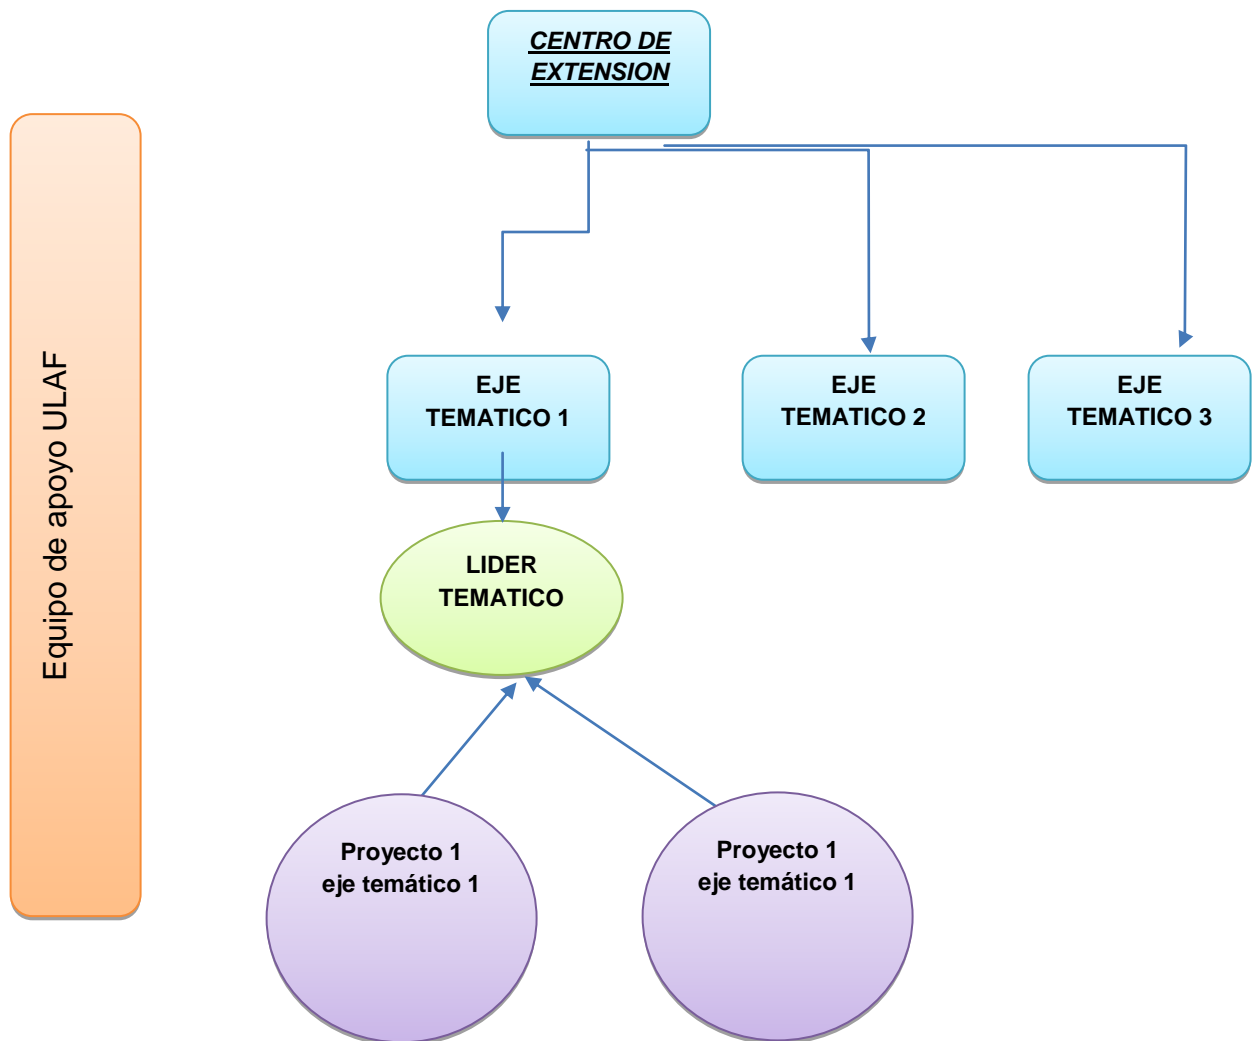 CENTRO DE
EXTENSION
Equipo de apoyo ULAF
EJE
TEMATICO 1
EJE
TEMATICO 2
EJE
TEMATICO 3
LIDER
TEMATICO
Proyecto 1
eje temático 1
Proyecto 1
eje temático 1